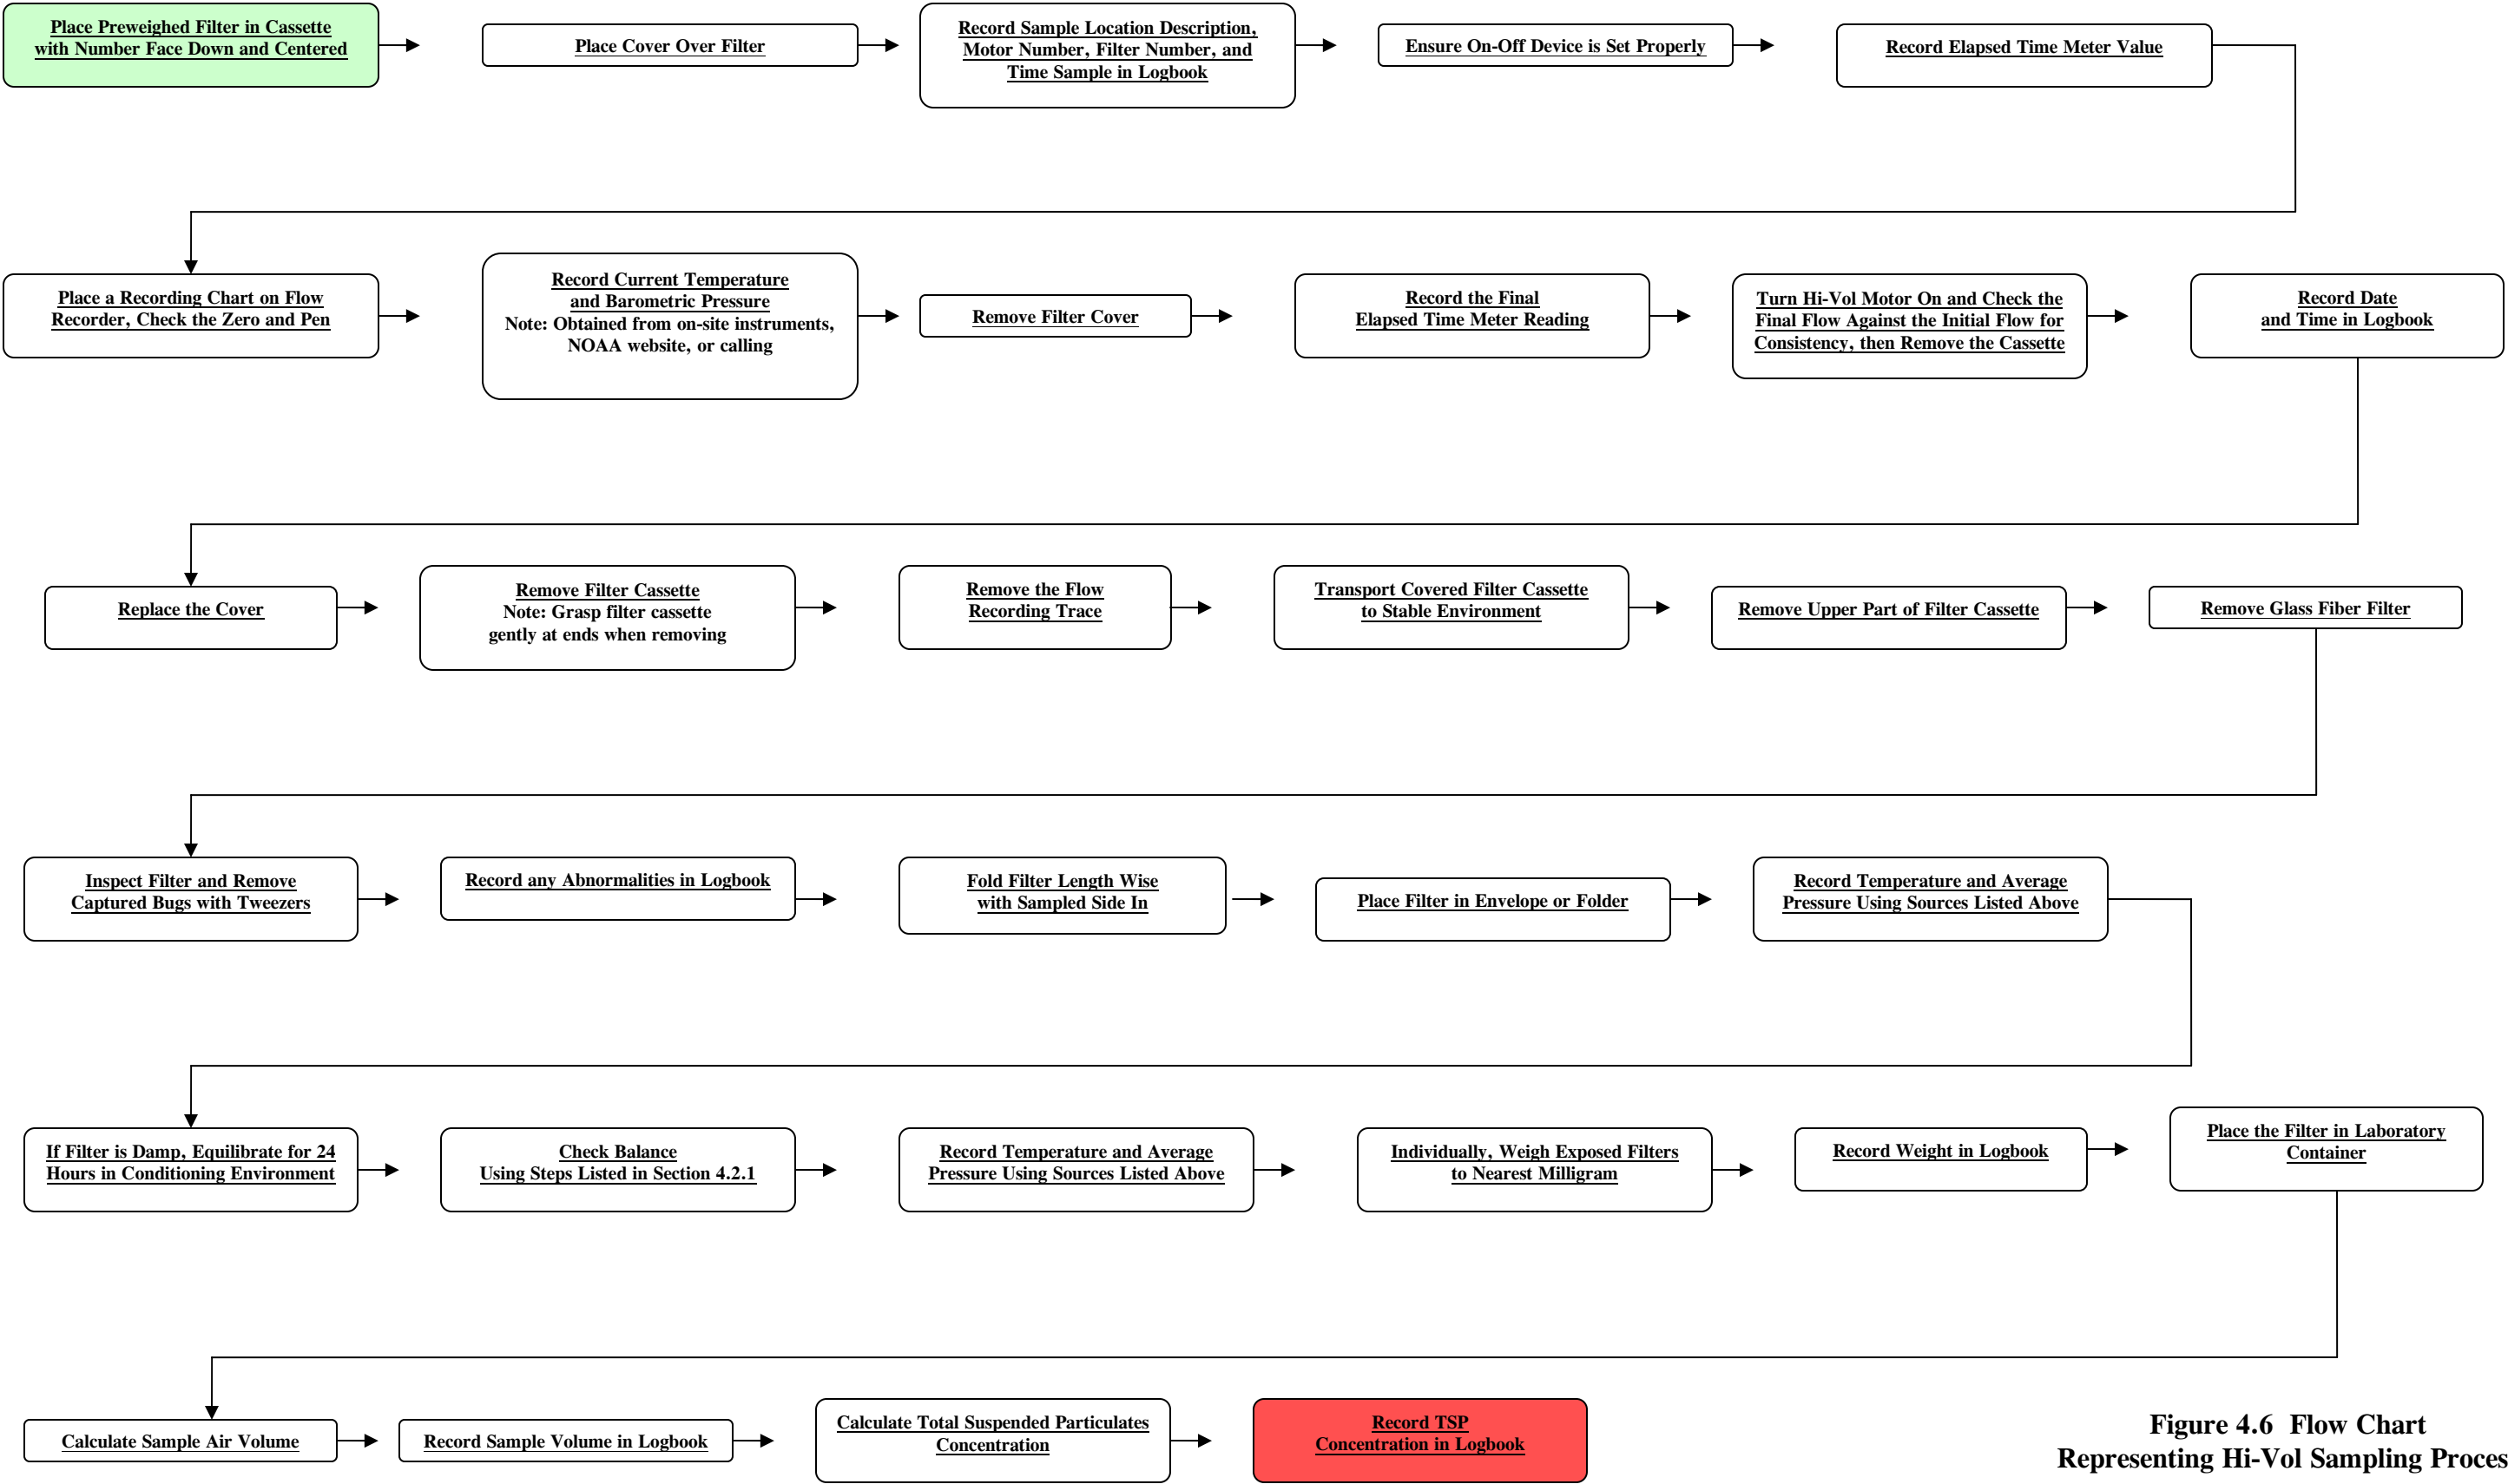 Place Preweighed Filter in Cassette
with Number Face Down and Centered
Place Cover Over Filter
Record Sample Location Description,
Motor Number, Filter Number, and
Time Sample in Logbook
Ensure On-Off Device is Set Properly
Record Elapsed Time Meter Value
Place a Recording Chart on Flow
Recorder, Check the Zero and Pen
Record Current Temperature
and Barometric Pressure
Note: Obtained from on-site instruments,
NOAA website, or calling
Remove Filter Cover
Record the Final
Elapsed Time Meter Reading
Turn Hi-Vol Motor On and Check the
Final Flow Against the Initial Flow for
Consistency, then Remove the Cassette
Record Date
and Time in Logbook
Replace the Cover
Remove Filter Cassette
Note: Grasp filter cassette
gently at ends when removing
Remove the Flow
Recording Trace
Transport Covered Filter Cassette
to Stable Environment
Remove Upper Part of Filter Cassette
Remove Glass Fiber Filter
Inspect Filter and Remove
Captured Bugs with Tweezers
Record any Abnormalities in Logbook
Fold Filter Length Wise
with Sampled Side In
Place Filter in Envelope or Folder
Record Temperature and Average
Pressure Using Sources Listed Above
If Filter is Damp, Equilibrate for 24
Hours in Conditioning Environment
Check Balance
Using Steps Listed in Section 4.2.1
Record Temperature and Average
Pressure Using Sources Listed Above
Individually, Weigh Exposed Filters
to Nearest Milligram
Record Weight in Logbook
Place the Filter in Laboratory
Container
Calculate Sample Air Volume
Record Sample Volume in Logbook
Calculate Total Suspended Particulates
Concentration
Record TSP
Concentration in Logbook
Figure 4.6 Flow Chart
Representing Hi-Vol Sampling Proces